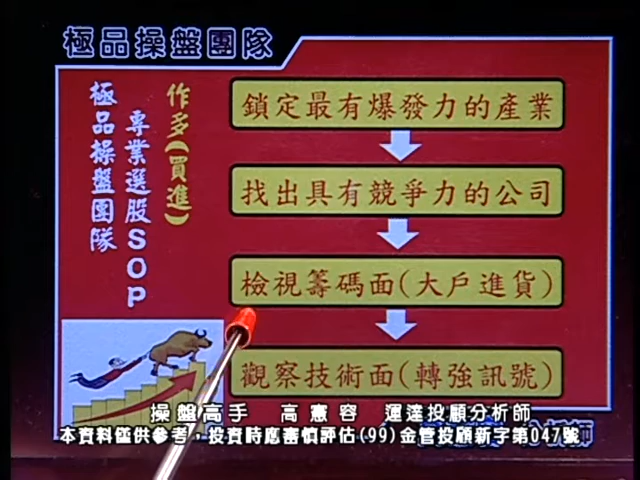 極品操盤團隊
作多(買進)
專業選股SOP
極品操盤團隊
鎖定最有爆發力的產業
找出具有競爭力的公司
檢視籌碼面(大戶進貨)
觀察技術面(轉強訊號)
操盤高手 高憲容 運達投顧分析師
本資料僅供參考，投資時應審慎評估(99)金管投顧新字第047號
分析師